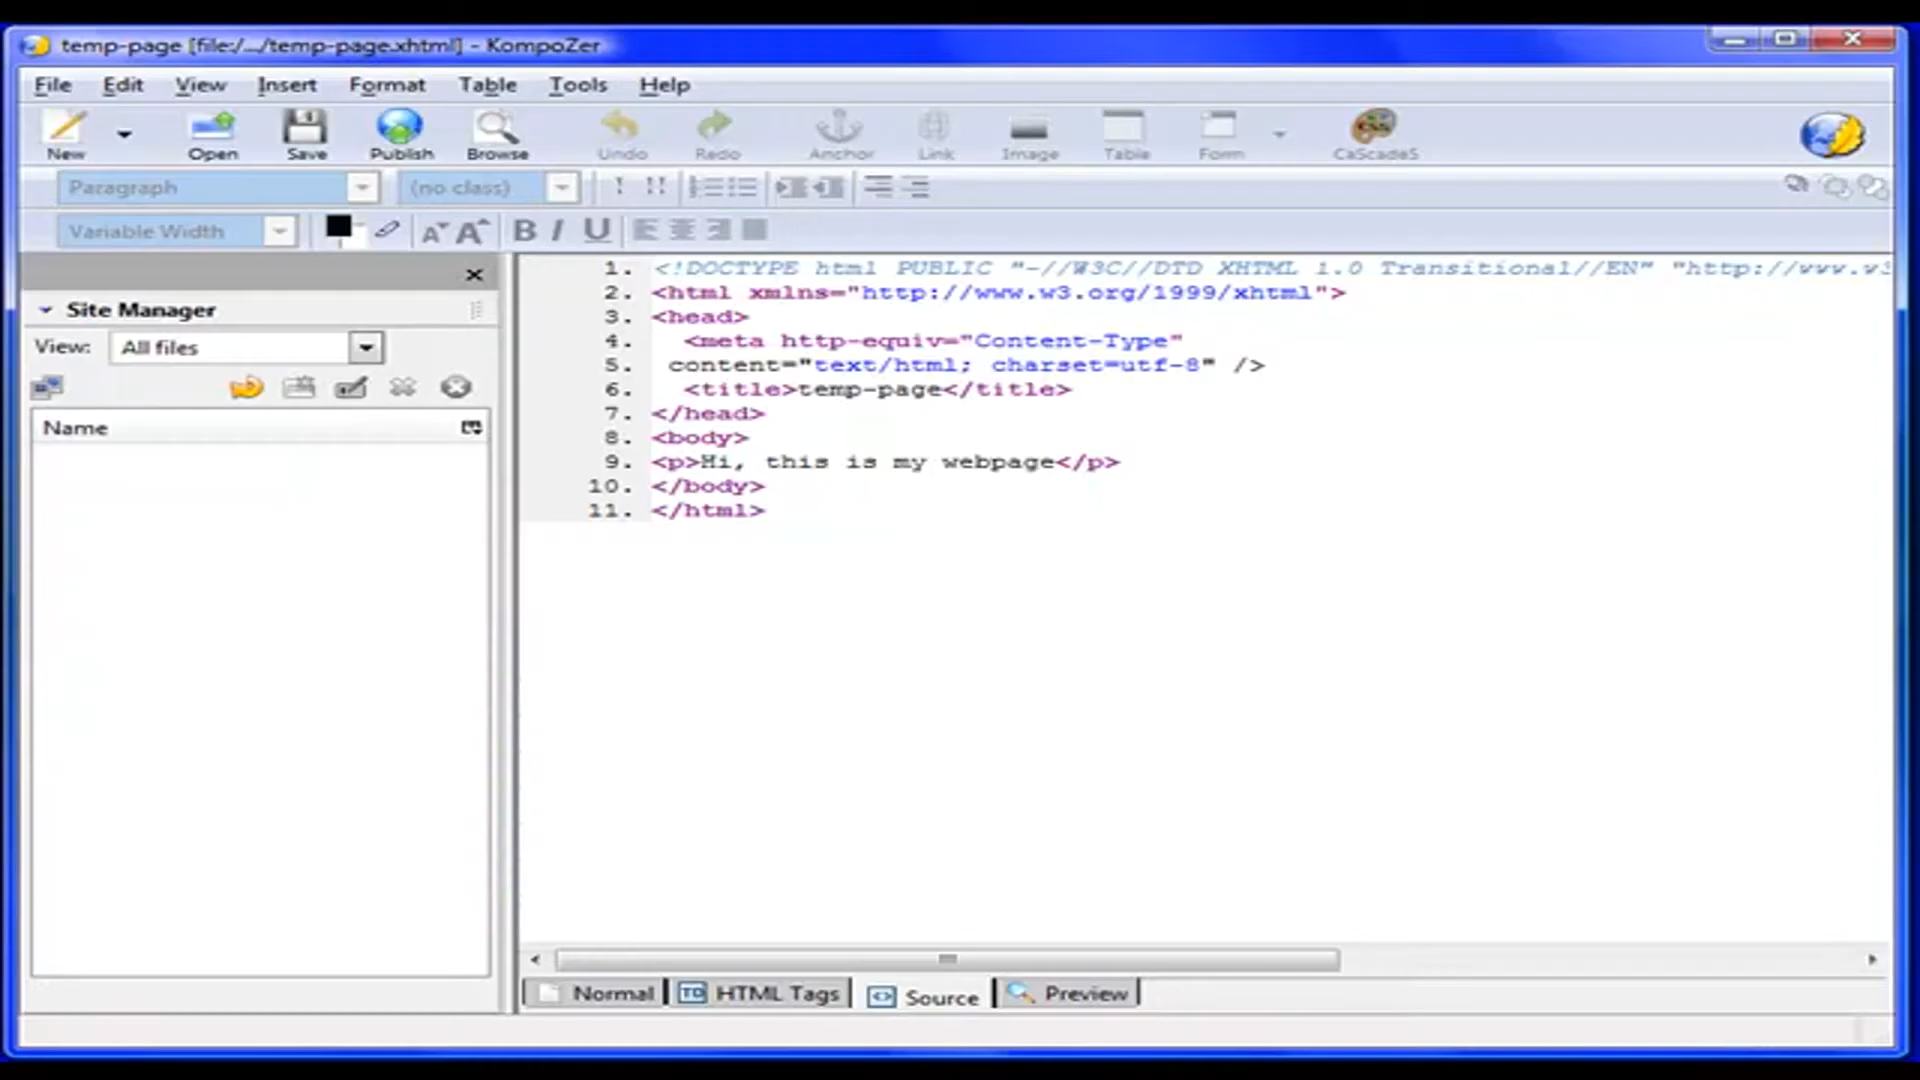 temp-page [file:/.../temp-page.xhtml] - KompoZer
File Edit View Insert Format Table Tools Help
New Open Save Publish Browse Undo Redo Anchor Link Image Table Form CaScadeS
Paragraph (no class)
Variable Width B I U
Site Manager
View: All files
Name
1. <!DOCTYPE html PUBLIC "-//W3C//DTD XHTML 1.0 Transitional//EN" "http://www.w3
2. <html xmlns="http://www.w3.org/1999/xhtml">
3. <head>
4. <meta http-equiv="Content-Type"
5. content="text/html; charset=utf-8" />
6. <title>temp-page</title>
7. </head>
8. <body>
9. <p>Hi, this is my webpage</p>
10. </body>
11. </html>
Normal HTML Tags Source Preview